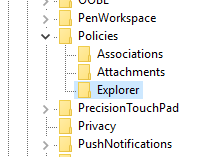 PenWorkspace
Policies
Associations
Attachments
Explorer
PrecisionTouchPad
Privacy
PushNotifications